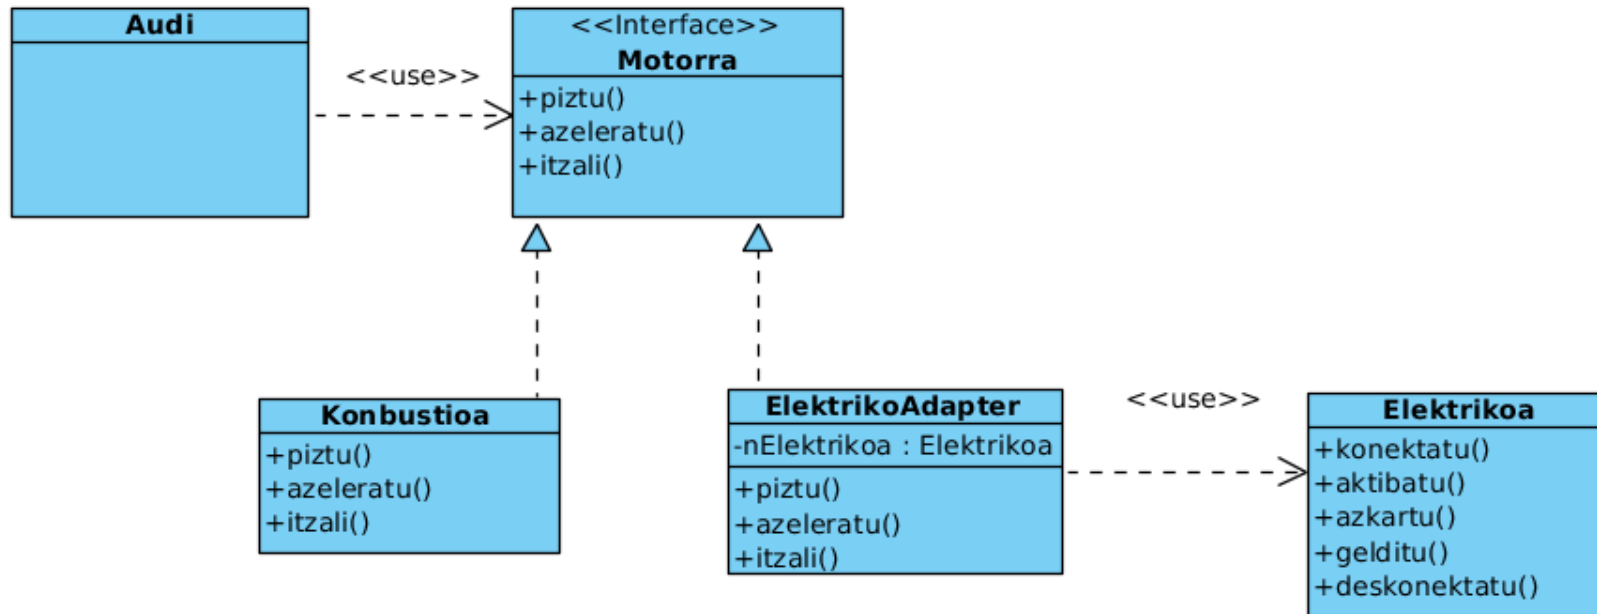 Audi
<<use>>
<<Interface>>
Motorra
+piztu()
+azeleratu()
+itzali()
Konbustioa
+piztu()
+azeleratu()
+itzali()
ElektrikoAdapter
-nElektrikoa : Elektrikoa
+piztu()
+azeleratu()
+itzali()
<<use>>
Elektrikoa
+konektatu()
+aktibatu()
+azkartu()
+gelditu()
+deskonektatu()